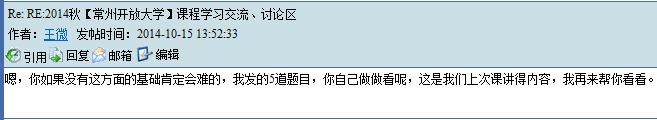 Re: RE:2014秋【常州开放大学】课程学习交流、讨论区
作者：王微 发帖时间：2014-10-15 13:52:33
引用 回复 邮箱 编辑
嗯，你如果没有这方面的基础肯定会难的，我发的5道题目，你自己做做看呢，这是我们上次课讲得内容，我再来帮你看看。